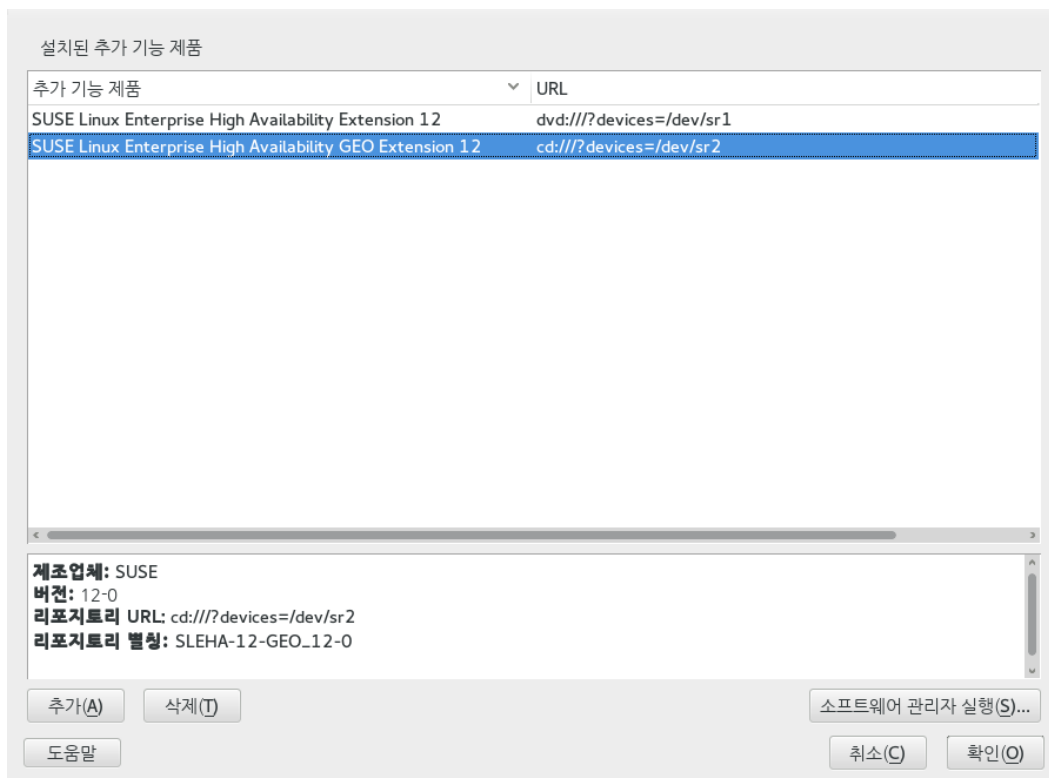 설치된 추가 기능 제품
추가 기능 제품 URL
SUSE Linux Enterprise High Availability Extension 12 dvd:///?devices=/dev/sr1
SUSE Linux Enterprise High Availability GEO Extension 12 cd:///?devices=/dev/sr2
제조업체: SUSE
버전: 12-0
리포지토리 URL: cd:///?devices=/dev/sr2
리포지토리 별칭: SLEHA-12-GEO_12-0
추가(A) 삭제(T) 소프트웨어 관리자 실행(S)...
도움말 취소(C) 확인(O)